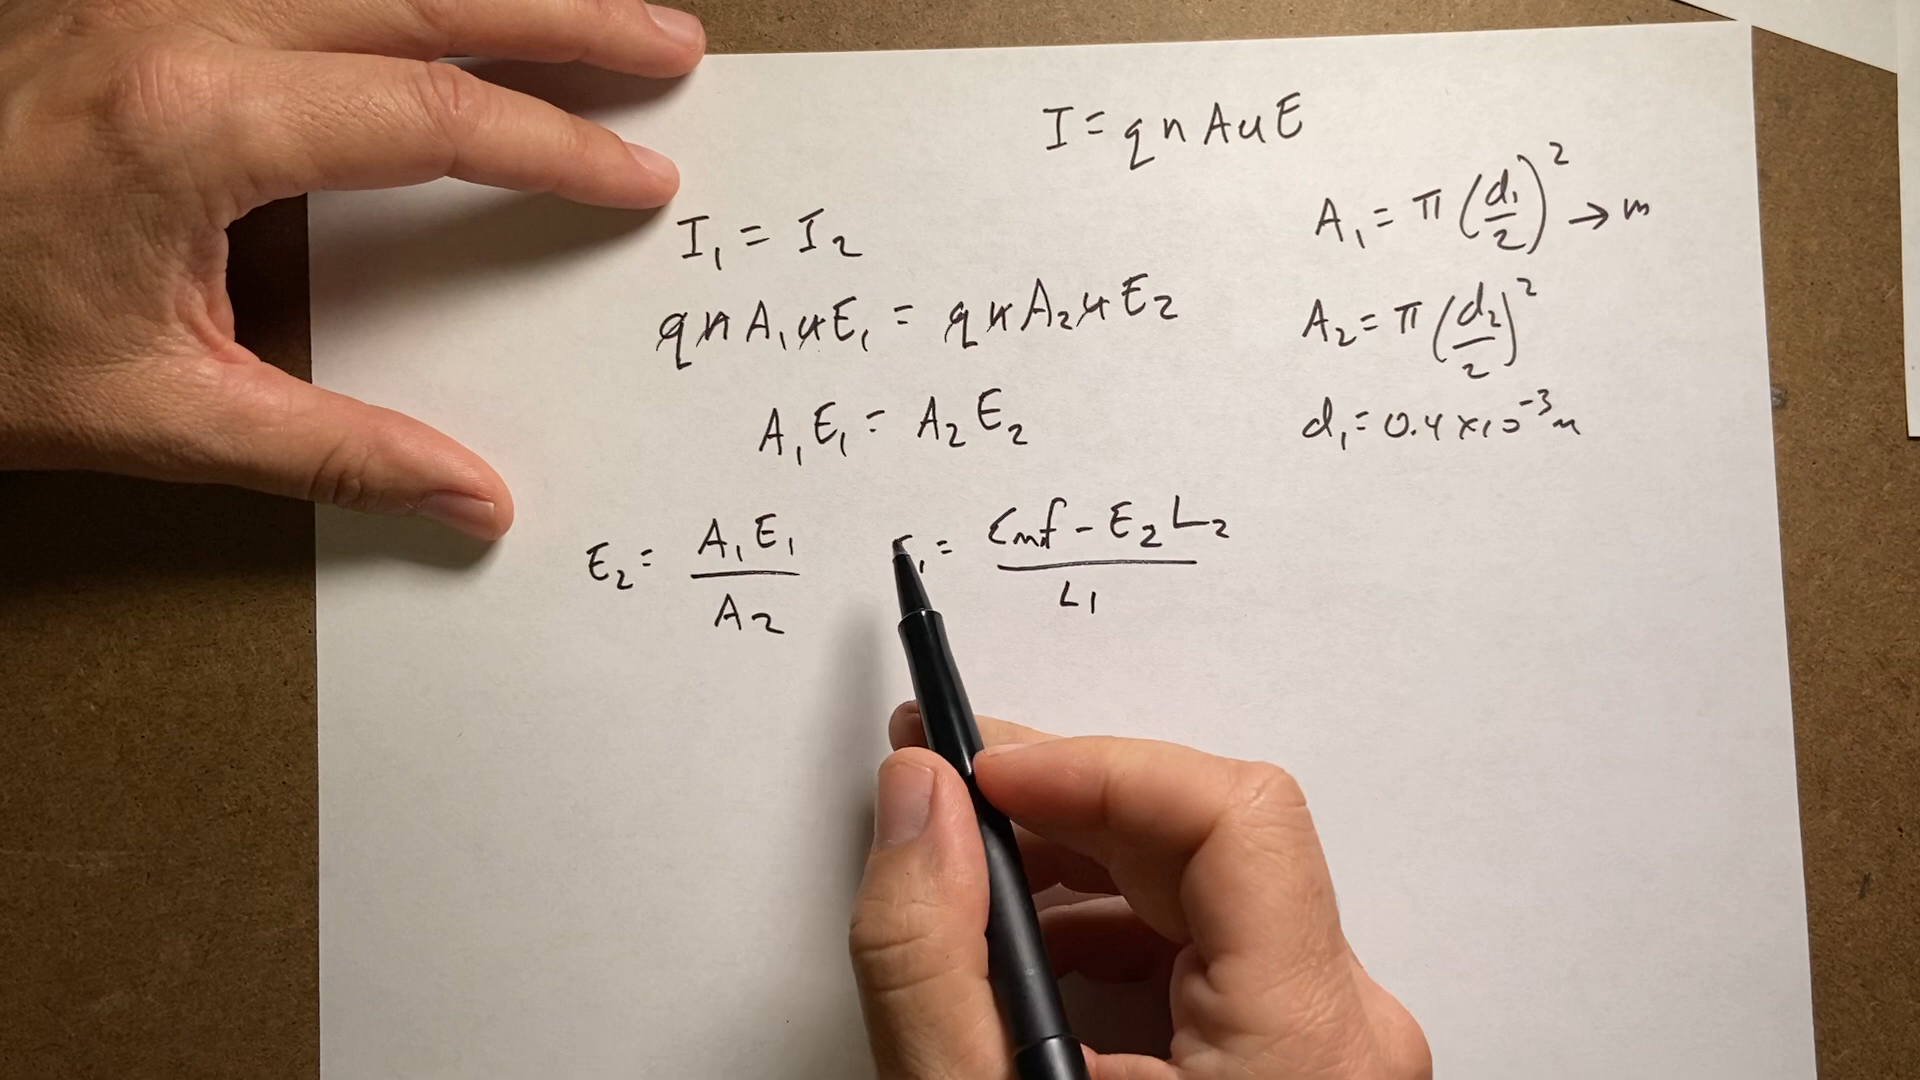 I = q n A u E
I₁ = I₂
q n A₁ u E₁ = q n A₂ u E₂
A₁ E₁ = A₂ E₂
E₂ = A₁ E₁ / A₂
₁ = (emf - E₂ L₂) / L₁
A₁ = π (d₁/2)² → m
A₂ = π (d₂/2)²
d₁ = 0.4 × 10⁻³ m